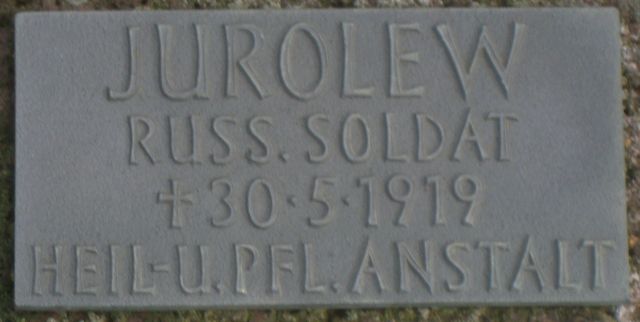 JUROLEW
RUSS. SOLDAT
✝30·5·1919
HEIL-U.PFL.ANSTALT